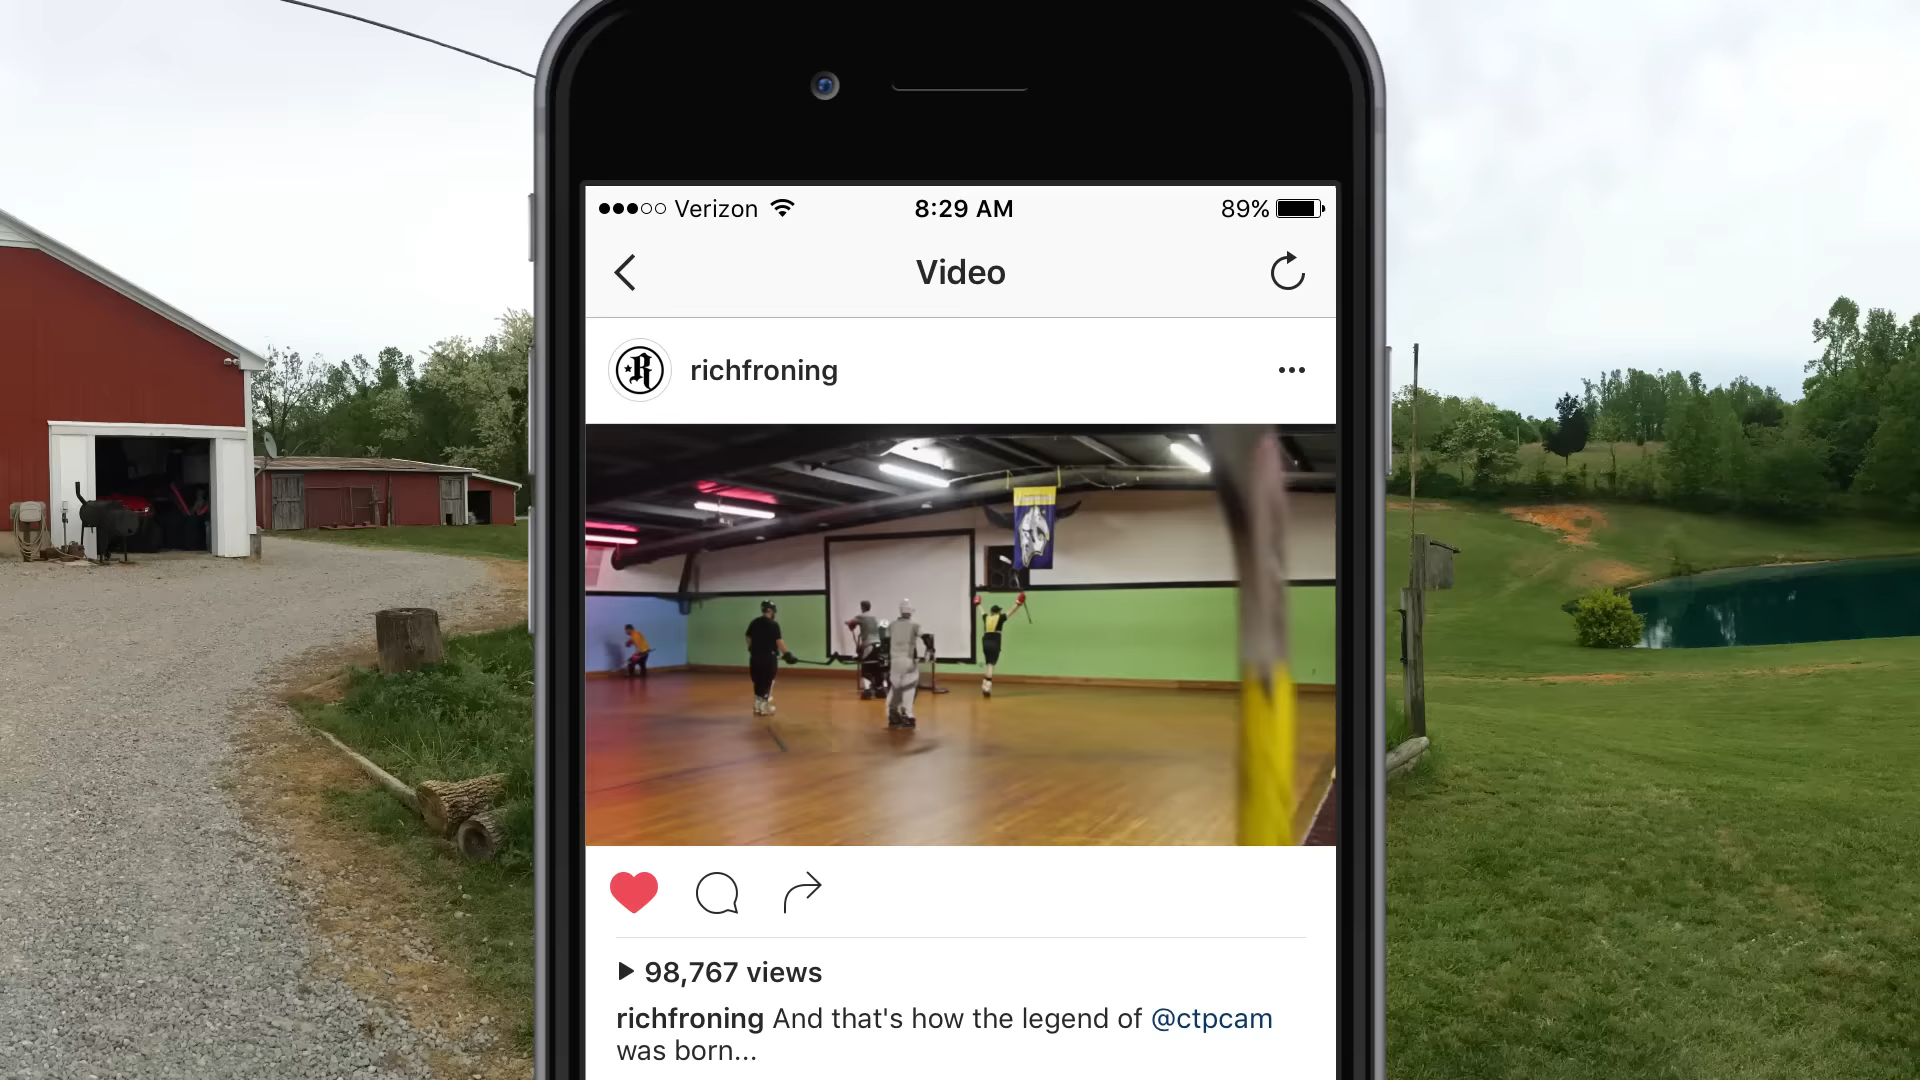 Verizon 8:29 AM 89%
Video
richfroning
98,767 views
richfroning And that's how the legend of @ctpcam
was born...